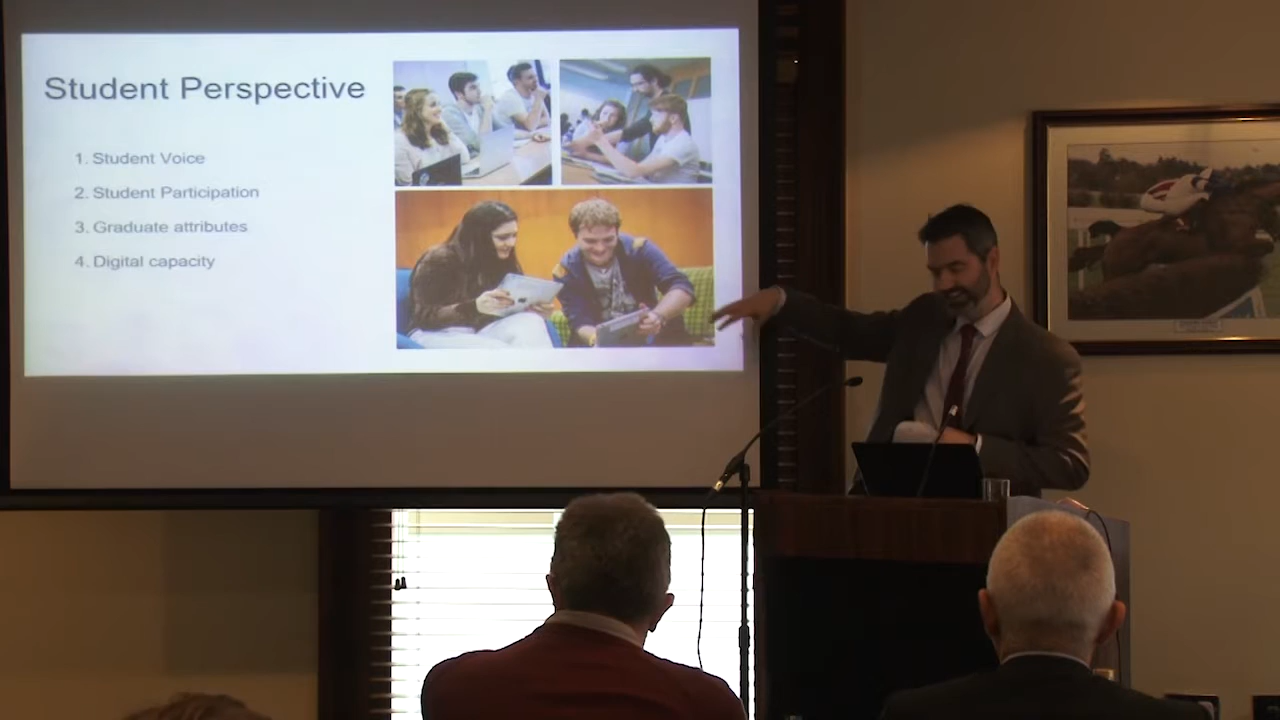 Student Perspective
1. Student Voice
2. Student Participation
3. Graduate attributes
4. Digital capacity